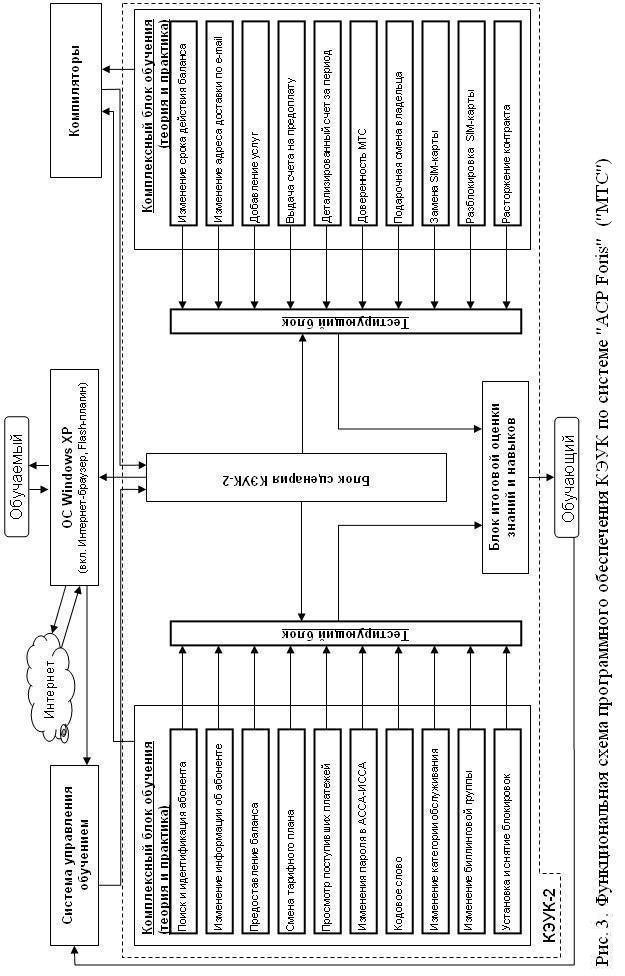 Обучаемый
Интернет
ОС Windows XP
(вкл. Интернет-браузер, Flash-плагин)
Система управления
обучением
Компиляторы
Комплексный блок обучения
(теория и практика)
Поиск и идентификация абонента
Изменение информации об абоненте
Предоставление баланса
Смена тарифного плана
Просмотр поступивших платежей
Изменения пароля в АССА-ИССА
Кодовое слово
Изменение категории обслуживания
Изменение биллинговой группы
Установка и снятие блокировок
Тестирующий блок
Блок сценария КЭУК-2
Тестирующий блок
Комплексный блок обучения
(теория и практика)
Изменение срока действия баланса
Изменение адреса доставки по e-mail
Добавление услуг
Выдача счета на предоплату
Детализированный счет за период
Доверенность МТС
Подарочная смена владельца
Замена SIM-карты
Разблокировка SIM-карты
Расторжение контракта
Блок итоговой оценки
знаний и навыков
КЭУК-2
Обучающий
Рис. 3. Функциональная схема программного обеспечения КЭУК по системе "АСР Foris" ("МТС")